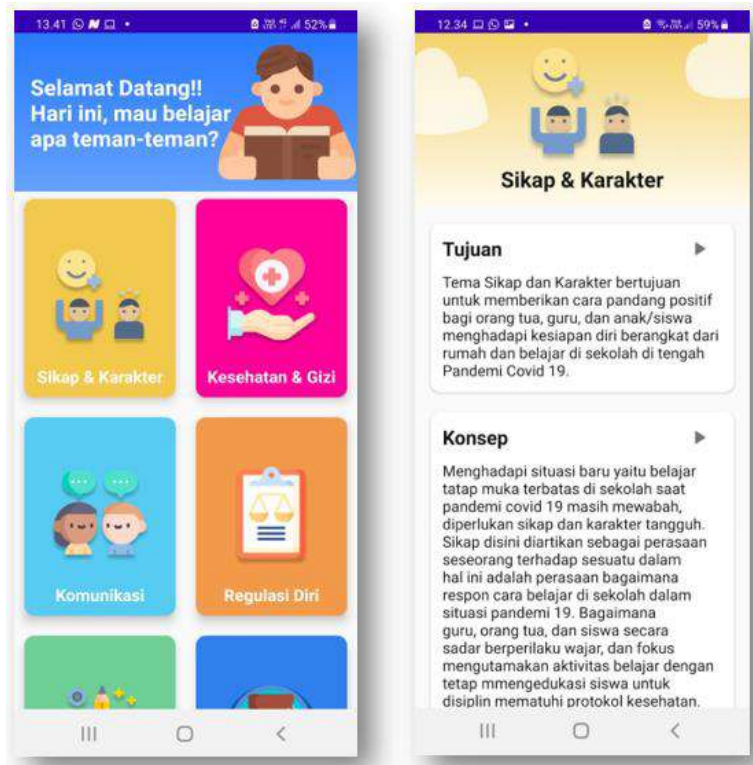 13.41
52%
Selamat Datang!!
Hari ini, mau belajar
apa teman-teman?
Sikap & Karakter
Kesehatan & Gizi
Komunikasi
Regulasi Diri
12.34
59%
Sikap & Karakter
Tujuan
Tema Sikap dan Karakter bertujuan
untuk memberikan cara pandang positif
bagi orang tua, guru, dan anak/siswa
menghadapi kesiapan diri berangkat dari
rumah dan belajar di sekolah di tengah
Pandemi Covid 19.
Konsep
Menghadapi situasi baru yaitu belajar
tatap muka terbatas di sekolah saat
pandemi covid 19 masih mewabah,
diperlukan sikap dan karakter tangguh.
Sikap disini diartikan sebagai perasaan
seseorang terhadap sesuatu dalam
hal ini adalah perasaan bagaimana
respon cara belajar di sekolah dalam
situasi pandemi 19. Bagaimana
guru, orang tua, dan siswa secara
sadar berperilaku wajar, dan fokus
mengutamakan aktivitas belajar dengan
tetap mmengedukasi siswa untuk
disiplin mematuhi protokol kesehatan.